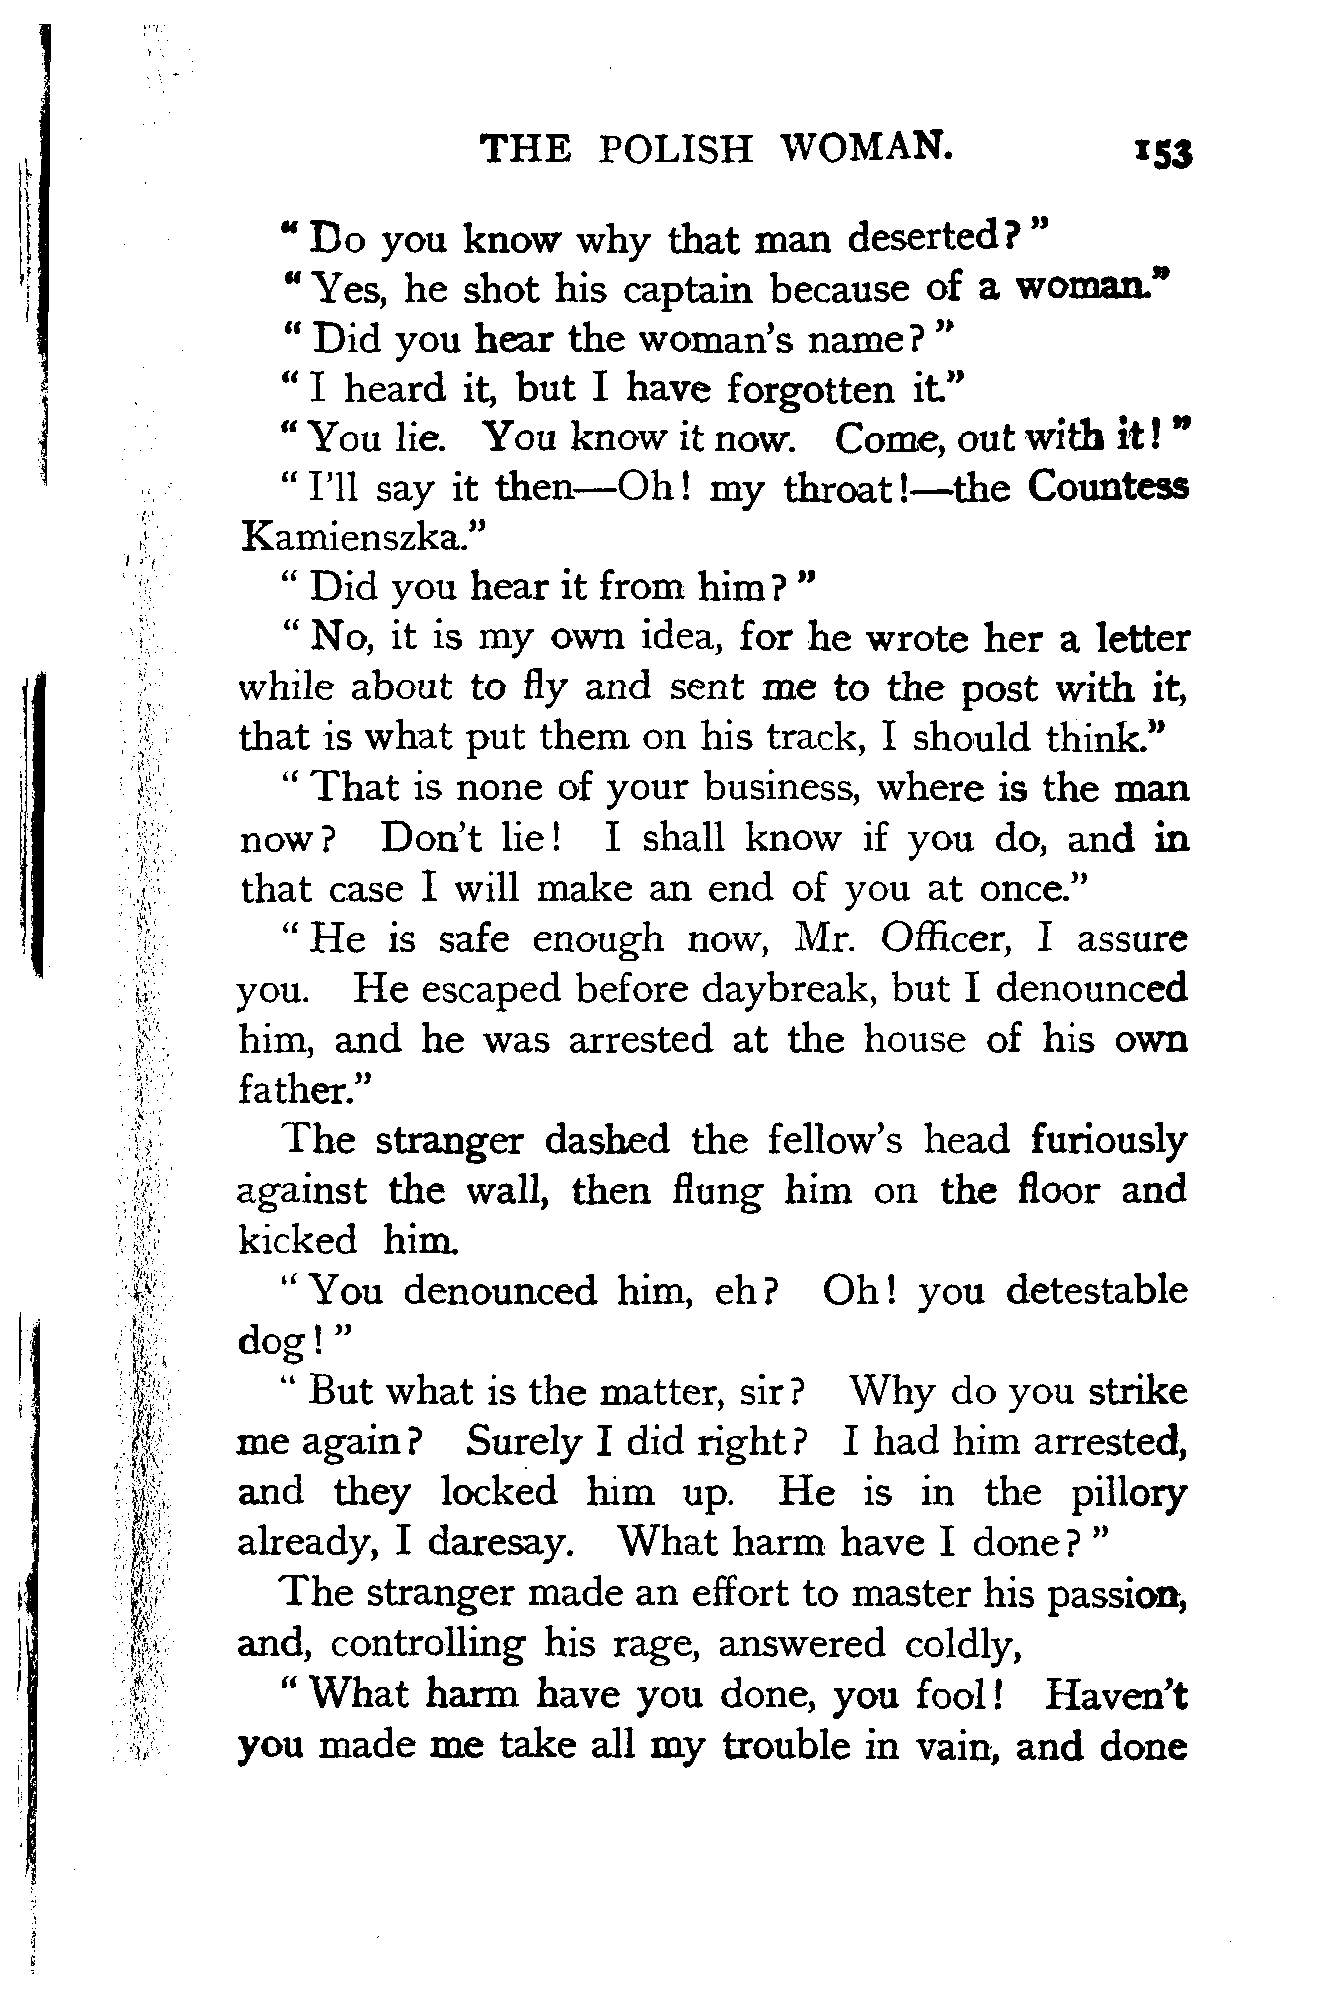 THE POLISH WOMAN. 153
" Do you know why that man deserted? "
" Yes, he shot his captain because of a woman."
" Did you hear the woman's name? "
" I heard it, but I have forgotten it."
" You lie. You know it now. Come, out with it! "
" I'll say it then—Oh! my throat!—the Countess
Kamienszka."
" Did you hear it from him? "
" No, it is my own idea, for he wrote her a letter
while about to fly and sent me to the post with it,
that is what put them on his track, I should think."
" That is none of your business, where is the man
now? Don't lie! I shall know if you do, and in
that case I will make an end of you at once."
" He is safe enough now, Mr. Officer, I assure
you. He escaped before daybreak, but I denounced
him, and he was arrested at the house of his own
father."
The stranger dashed the fellow's head furiously
against the wall, then flung him on the floor and
kicked him.
" You denounced him, eh? Oh! you detestable
dog! "
" But what is the matter, sir? Why do you strike
me again? Surely I did right? I had him arrested,
and they locked him up. He is in the pillory
already, I daresay. What harm have I done? "
The stranger made an effort to master his passion,
and, controlling his rage, answered coldly,
" What harm have you done, you fool! Haven't
you made me take all my trouble in vain, and done